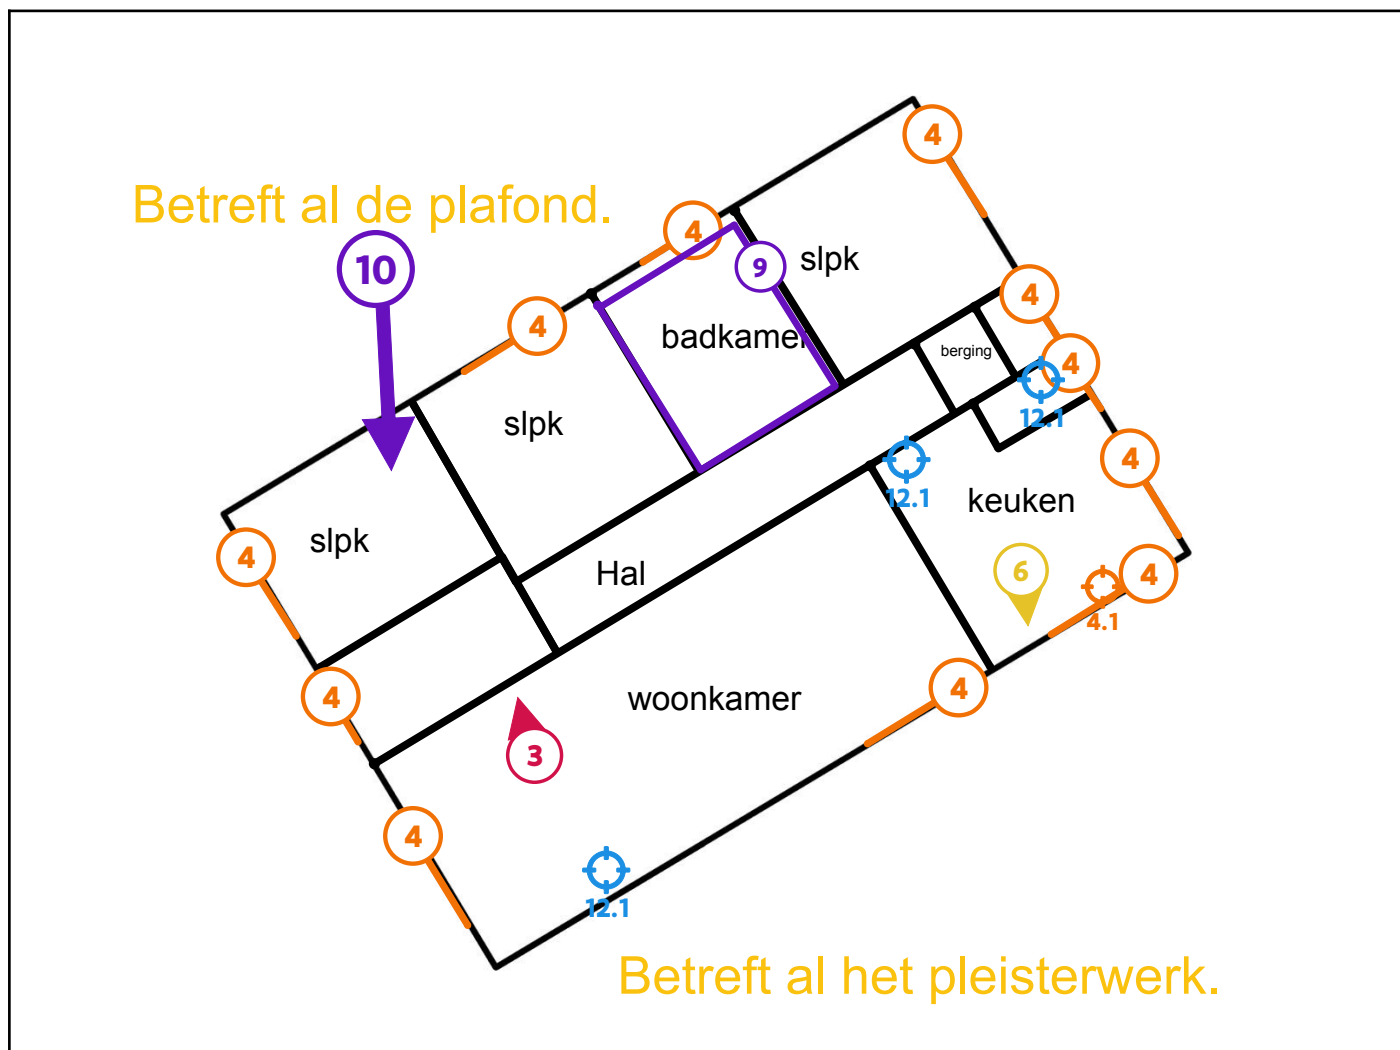 4
Betreft al de plafond.
4
10
9
slpk
4
4
badkamer
berging
4
12.1
slpk
4
12.1
keuken
slpk
4
Hal
6
4
4.1
4
woonkamer
4
3
4
12.1
Betreft al het pleisterwerk.